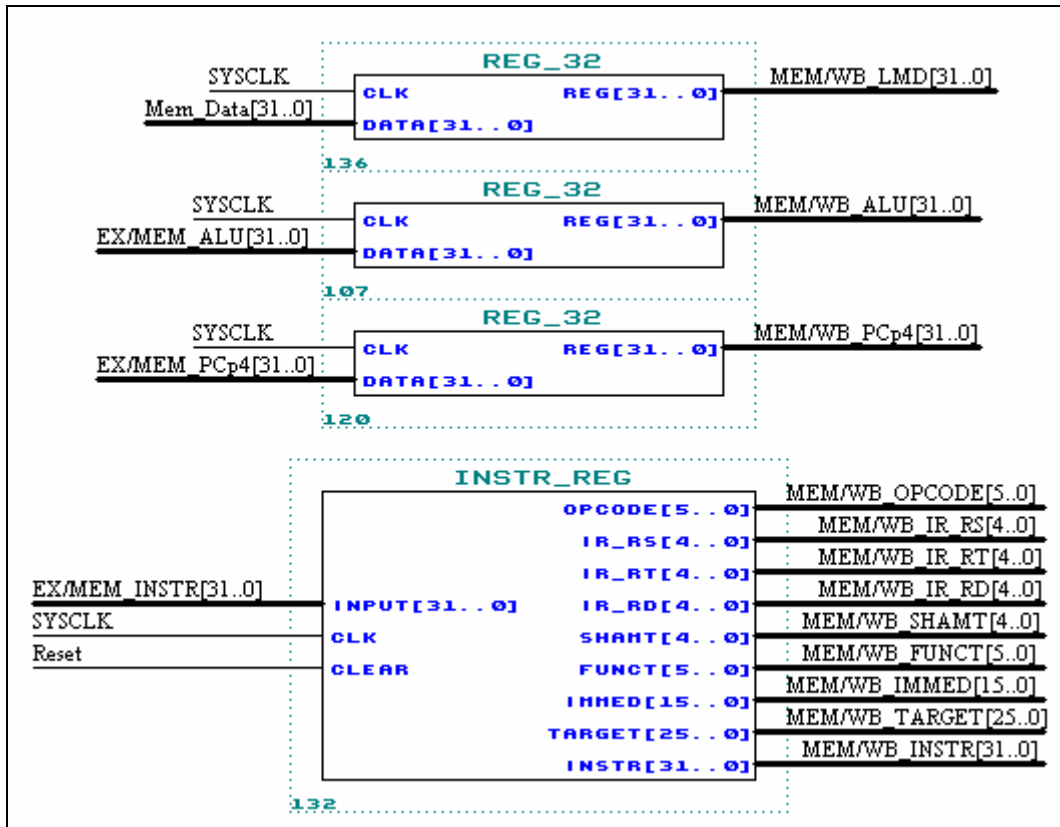 REG_32
SYSCLK
CLK
REG[31..0]
MEM/WB_LMD[31..0]
Mem_Data[31..0]
DATA[31..0]
136
REG_32
SYSCLK
CLK
REG[31..0]
MEM/WB_ALU[31..0]
EX/MEM_ALU[31..0]
DATA[31..0]
107
REG_32
SYSCLK
CLK
REG[31..0]
MEM/WB_PCp4[31..0]
EX/MEM_PCp4[31..0]
DATA[31..0]
120
INSTR_REG
OPCODE[5..0]
MEM/WB_OPCODE[5..0]
IR_RS[4..0]
MEM/WB_IR_RS[4..0]
IR_RT[4..0]
MEM/WB_IR_RT[4..0]
EX/MEM_INSTR[31..0]
INPUT[31..0]
IR_RD[4..0]
MEM/WB_IR_RD[4..0]
SYSCLK
CLK
SHAMT[4..0]
MEM/WB_SHAMT[4..0]
Reset
CLEAR
FUNCT[5..0]
MEM/WB_FUNCT[5..0]
IMMED[15..0]
MEM/WB_IMMED[15..0]
TARGET[25..0]
MEM/WB_TARGET[25..0]
INSTR[31..0]
MEM/WB_INSTR[31..0]
132